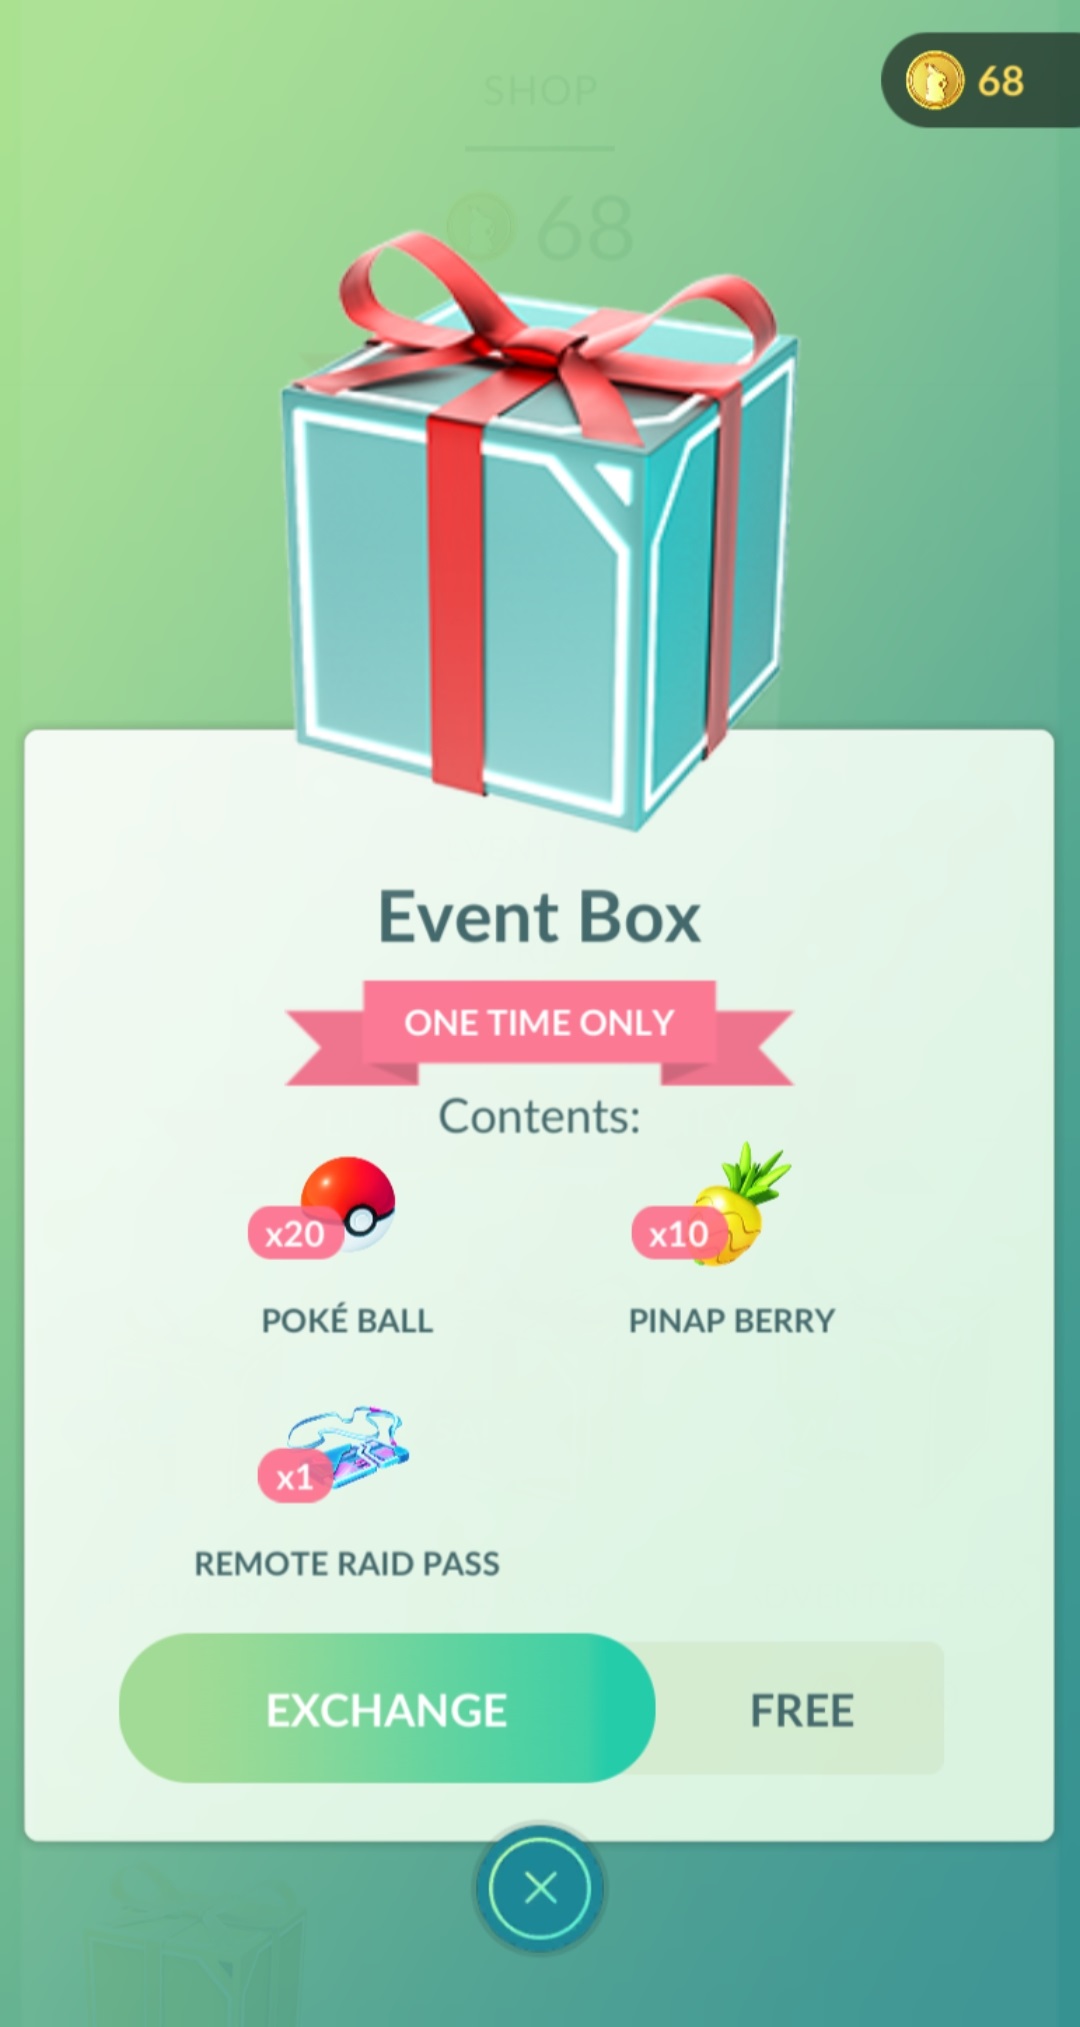 68
SHOP
68
Event Box
ONE TIME ONLY
Contents:
x20
x10
POKÉ BALL
PINAP BERRY
x1
REMOTE RAID PASS
EXCHANGE
FREE